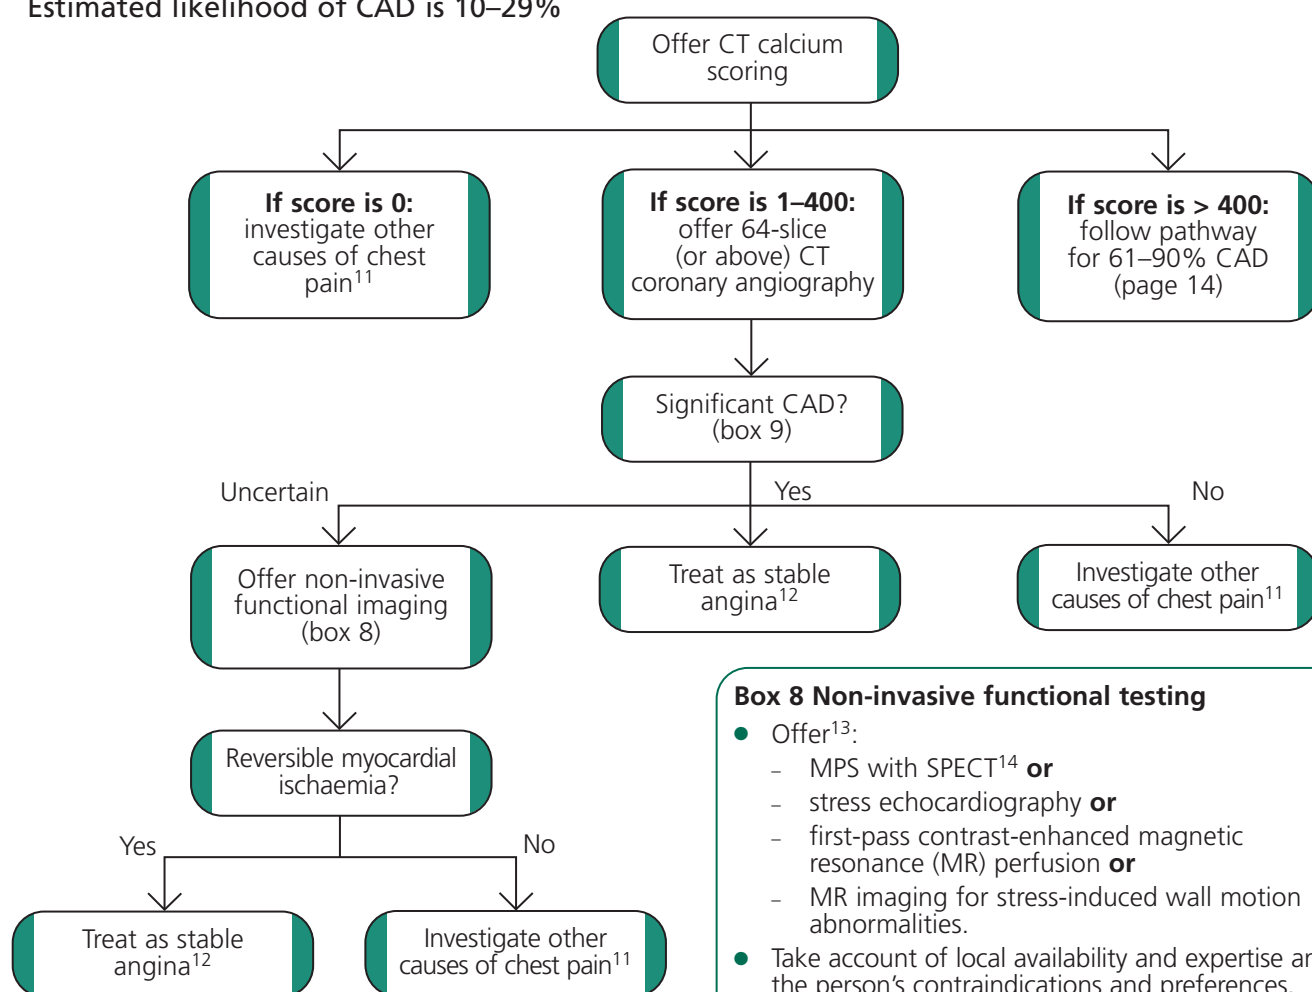 Estimated likelihood of CAD is 10–29%
Offer CT calcium
scoring
If score is 0:
investigate other
causes of chest
pain11
If score is 1–400:
offer 64-slice
(or above) CT
coronary angiography
If score is > 400:
follow pathway
for 61–90% CAD
(page 14)
Significant CAD?
(box 9)
Uncertain
Yes
No
Offer non-invasive
functional imaging
(box 8)
Treat as stable
angina12
Investigate other
causes of chest pain11
Reversible myocardial
ischaemia?
Yes
No
Treat as stable
angina12
Investigate other
causes of chest pain11
Box 8 Non-invasive functional testing
● Offer13:
– MPS with SPECT14 or
– stress echocardiography or
– first-pass contrast-enhanced magnetic
resonance (MR) perfusion or
– MR imaging for stress-induced wall motion
abnormalities.
● Take account of local availability and expertise
the person's contraindications and preferences.